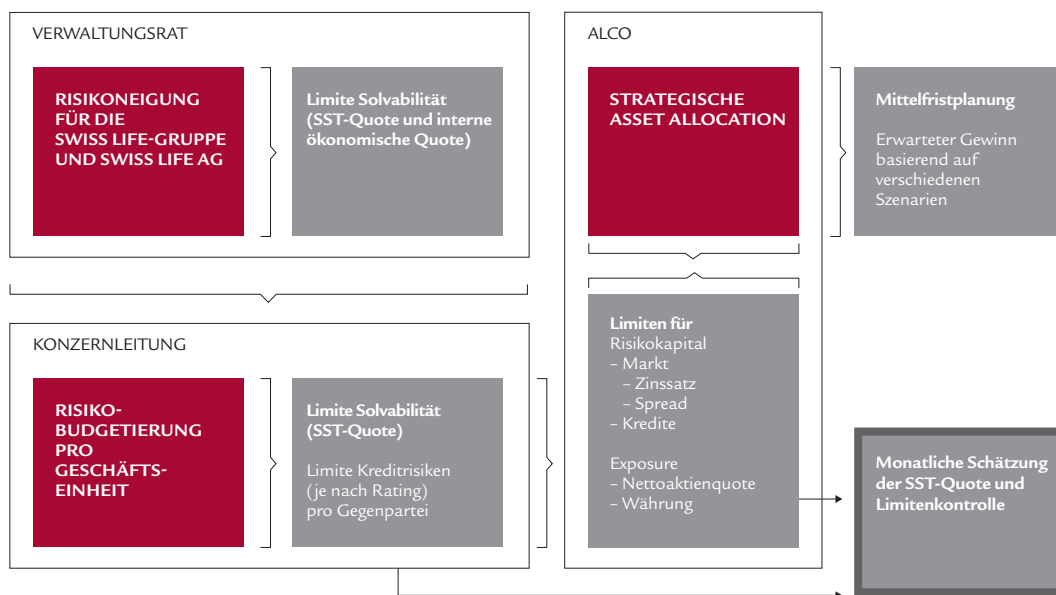 VERWALTUNGSRAT
RISIKONEIGUNG
FÜR DIE
SWISS LIFE-GRUPPE
UND SWISS LIFE AG
Limite Solvabilität
(SST-Quote und interne
ökonomische Quote)
KONZERNLEITUNG
RISIKO-
BUDGETIERUNG
PRO
GESCHÄFTS-
EINHEIT
Limite Solvabilität
(SST-Quote)
Limite Kreditrisiken
(je nach Rating)
pro Gegenpartei
ALCO
STRATEGISCHE
ASSET ALLOCATION
Limiten für
Risikokapital
– Markt
– Zinssatz
– Spread
– Kredite
Exposure
– Nettoaktienquote
– Währung
Mittelfristplanung
Erwarteter Gewinn
basierend auf
verschiedenen
Szenarien
Monatliche Schätzung
der SST-Quote und
Limitenkontrolle